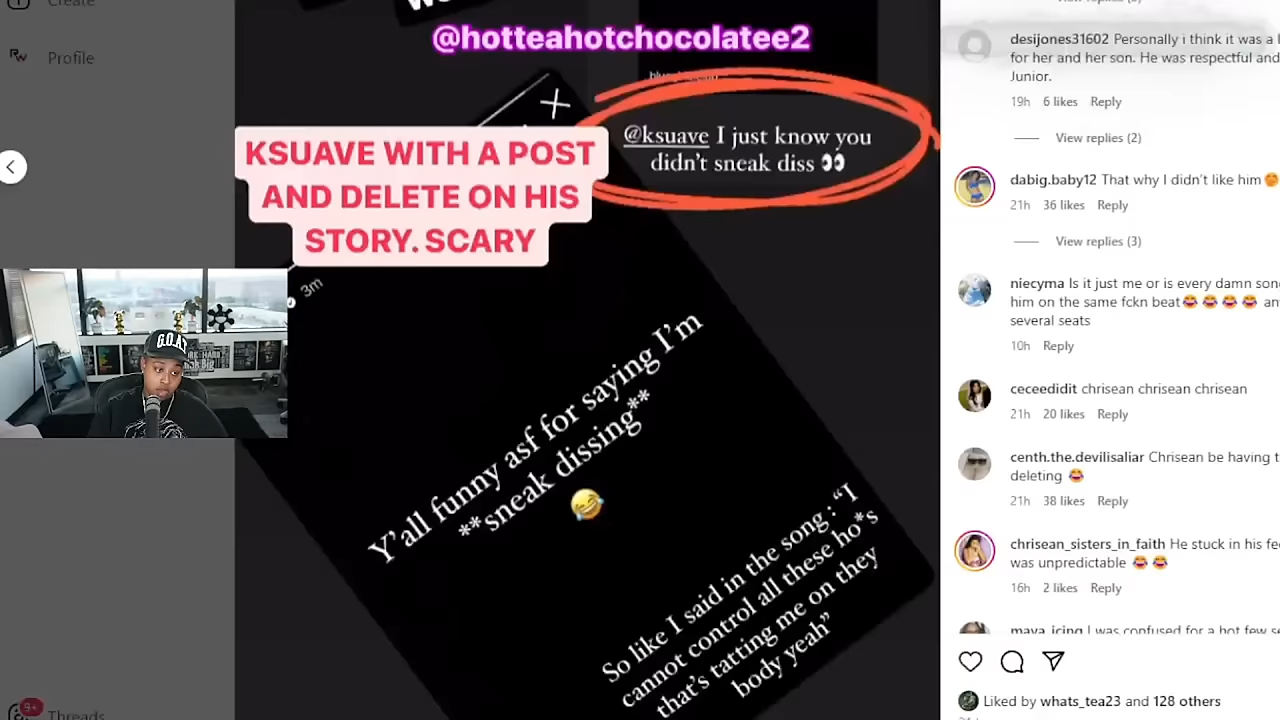 Create
Profile
@hotteahotchocolatee2
KSUAVE WITH A POST
AND DELETE ON HIS
STORY. SCARY
@ksuave I just know you
didn't sneak diss 👀
3m
Y'all funny asf for saying I'm
**sneak dissing**
😂
So like I said in the song : "I
cannot control all these ho*s
that's tatting me on they
body yeah"
G.O.A.T
desijones31602 Personally i think it was a
for her and her son. He was respectful and
Junior.
19h 6 likes Reply
View replies (2)
dabig.baby12 That why I didn't like him
21h 36 likes Reply
View replies (3)
niecyma Is it just me or is every damn son
him on the same fckn beat😂😂😂😂 an
several seats
10h Reply
ceceedidit chrisean chrisean chrisean
21h 20 likes Reply
centh.the.devilisaliar Chrisean be having t
deleting 😂
21h 38 likes Reply
chrisean_sisters_in_faith He stuck in his fe
was unpredictable 😂😂
16h 2 likes Reply
maya_icing I was confused for a hot few se
Liked by whats_tea23 and 128 others
9+
Threads